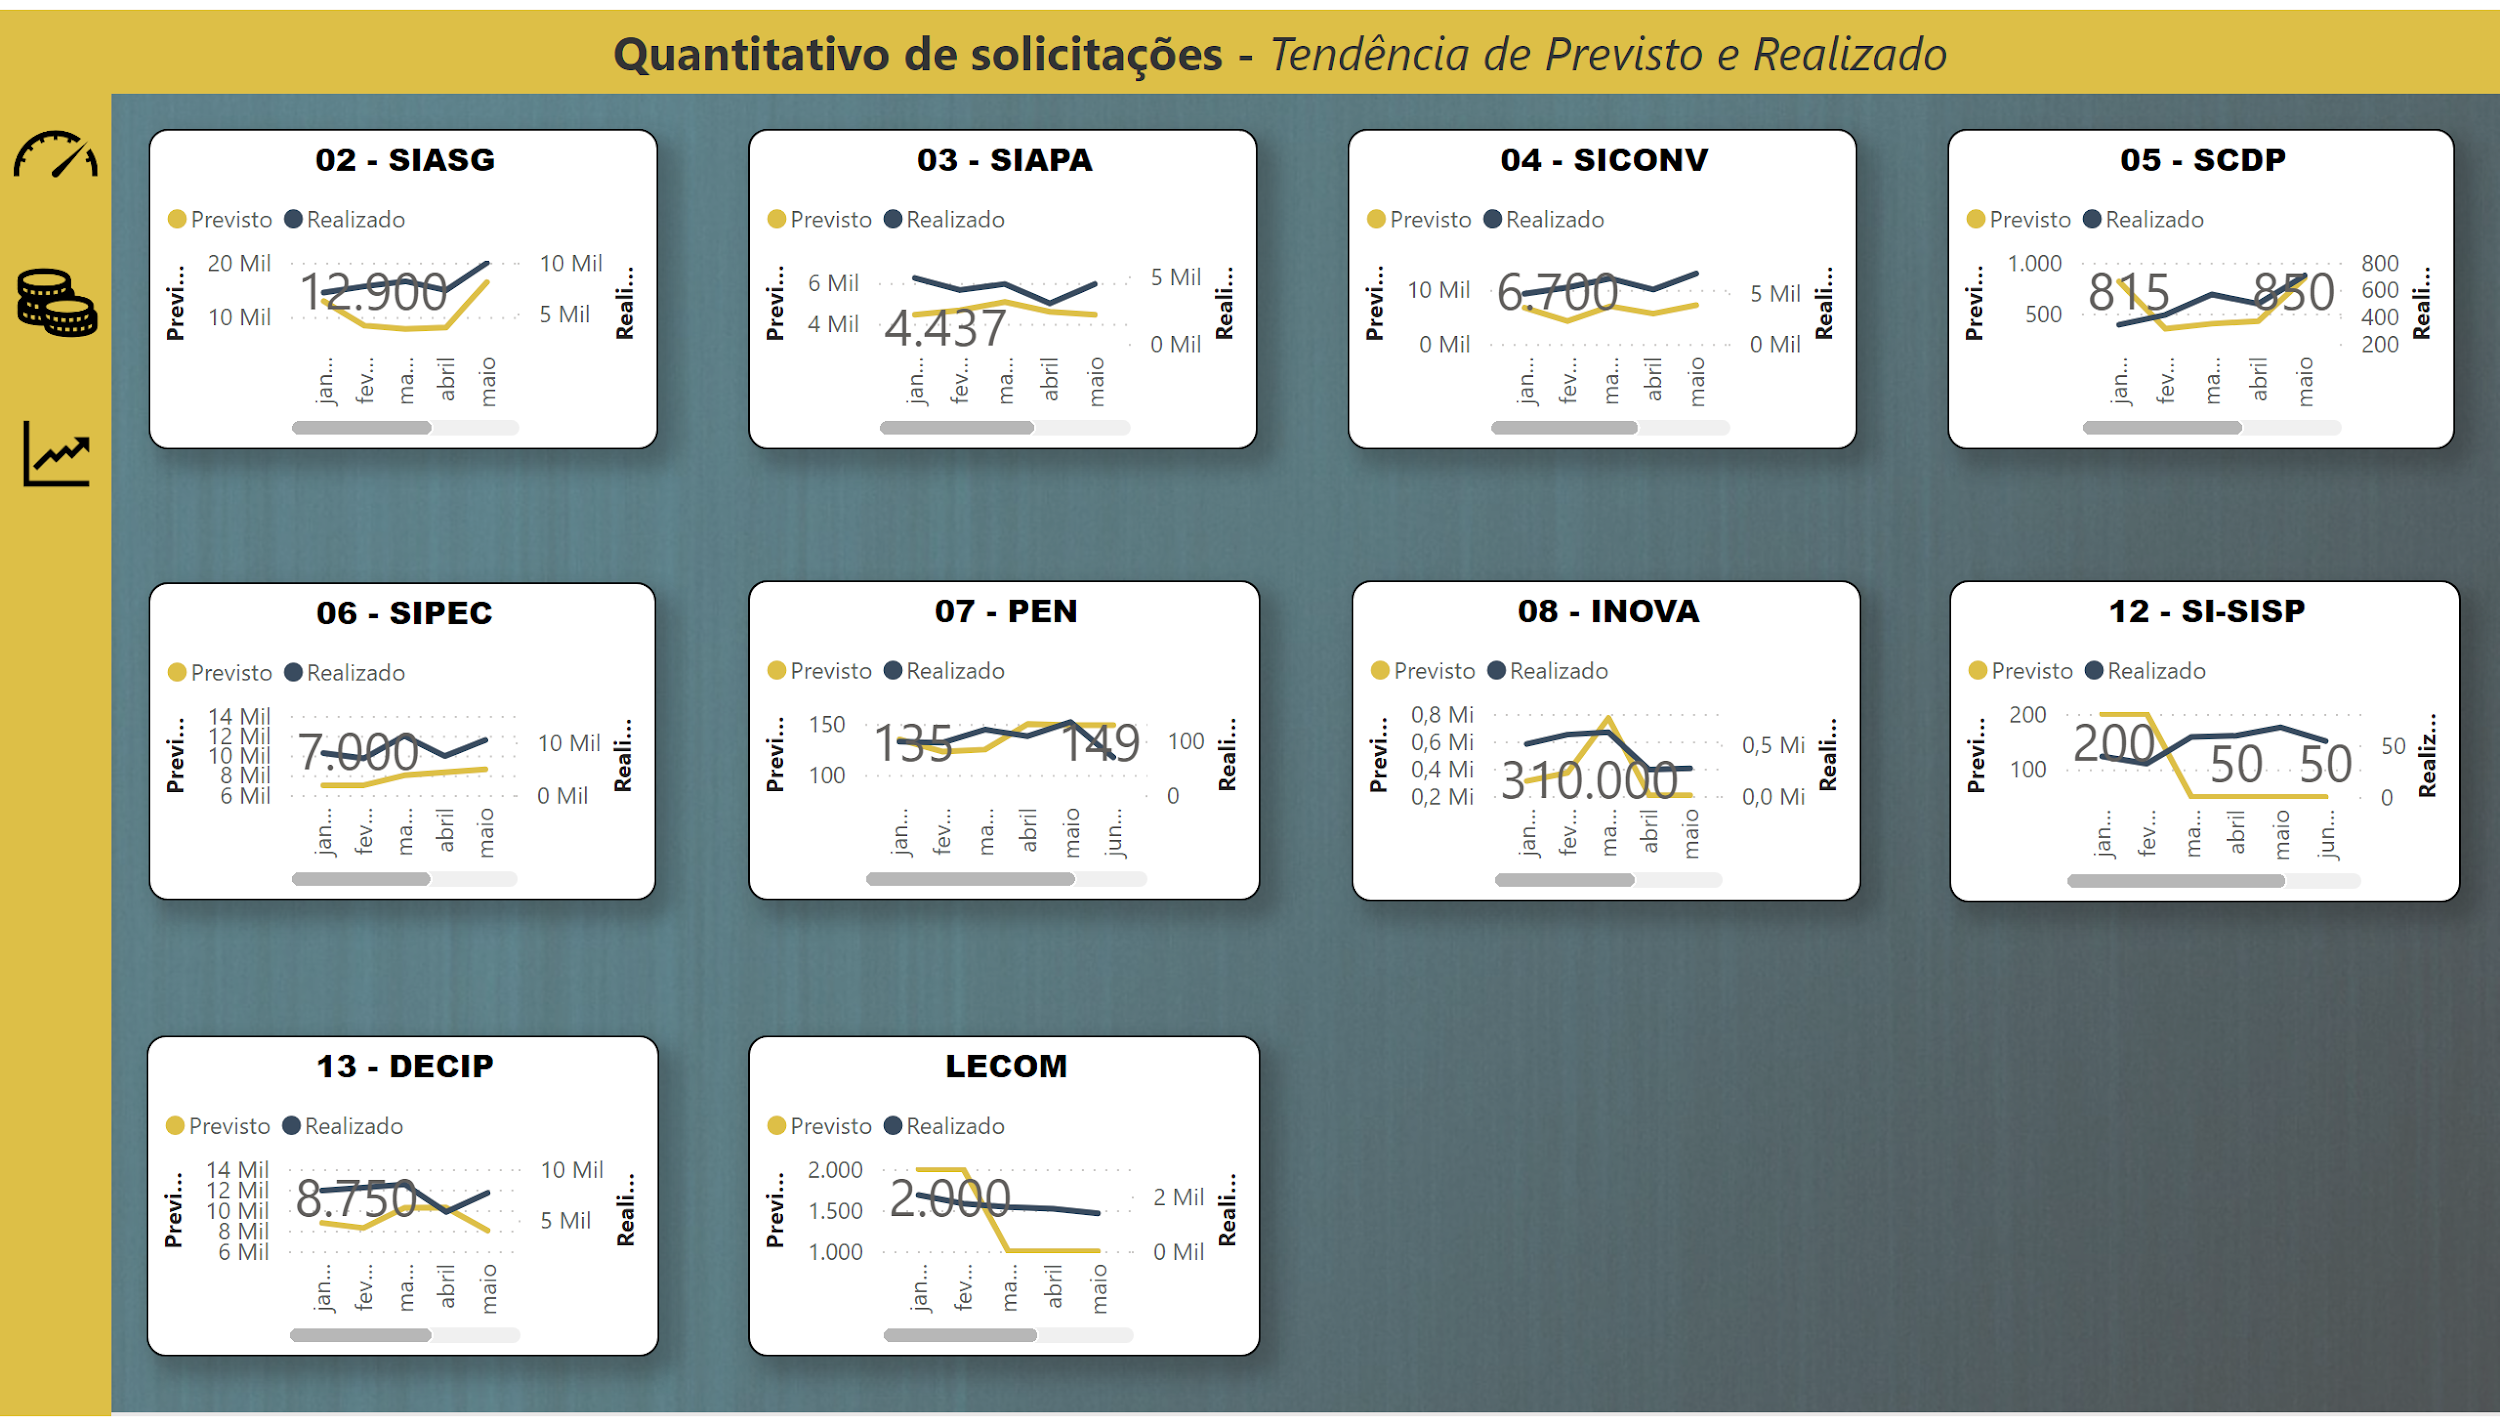 Quantitativo de solicitações - Tendência de Previsto e Realizado
02 - SIASG
Previsto Realizado
Previ...
20 Mil
10 Mil
12.900
10 Mil
5 Mil
Reali...
jan... fev... ma... abril maio
03 - SIAPA
Previsto Realizado
Previ...
6 Mil
4 Mil
4.437
5 Mil
0 Mil
Reali...
jan... fev... ma... abril maio
04 - SICONV
Previsto Realizado
Previ...
10 Mil
0 Mil
6.700
5 Mil
0 Mil
Reali...
jan... fev... ma... abril maio
05 - SCDP
Previsto Realizado
Previ...
1.000
500
815 850
800
600
400
200
Reali...
jan... fev... ma... abril maio
06 - SIPEC
Previsto Realizado
Previ...
14 Mil
12 Mil
10 Mil
8 Mil
6 Mil
7.000
10 Mil
0 Mil
Reali...
jan... fev... ma... abril maio
07 - PEN
Previsto Realizado
Previ...
150
100
135 149
100
0
Reali...
jan... fev... ma... abril maio jun...
08 - INOVA
Previsto Realizado
Previ...
0,8 Mi
0,6 Mi
0,4 Mi
0,2 Mi
310.000
0,5 Mi
0,0 Mi
Reali...
jan... fev... ma... abril maio
12 - SI-SISP
Previsto Realizado
Previ...
200
100
200 50 50
50
0
Realiz...
jan... fev... ma... abril maio jun...
13 - DECIP
Previsto Realizado
Previ...
14 Mil
12 Mil
10 Mil
8 Mil
6 Mil
8.750
10 Mil
5 Mil
Reali...
jan... fev... ma... abril maio
LECOM
Previsto Realizado
Previ...
2.000
1.500
1.000
2.000
2 Mil
0 Mil
Reali...
jan... fev... ma... abril maio